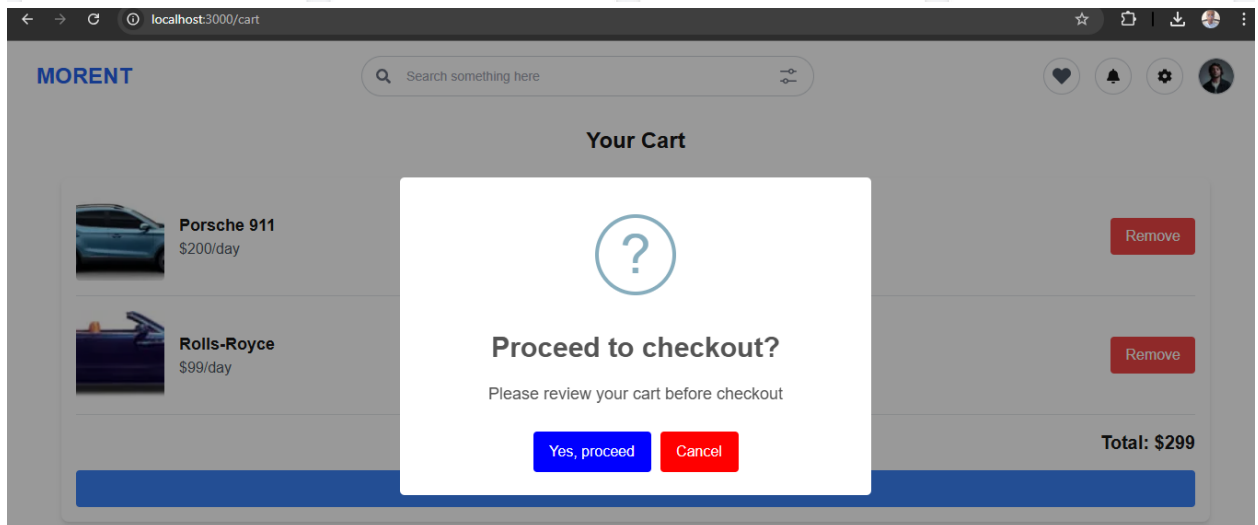 localhost:3000/cart
MORENT
Search something here
Your Cart
Porsche 911
$200/day
Remove
Rolls-Royce
$99/day
Remove
?
Proceed to checkout?
Please review your cart before checkout
Yes, proceed
Cancel
Total: $299